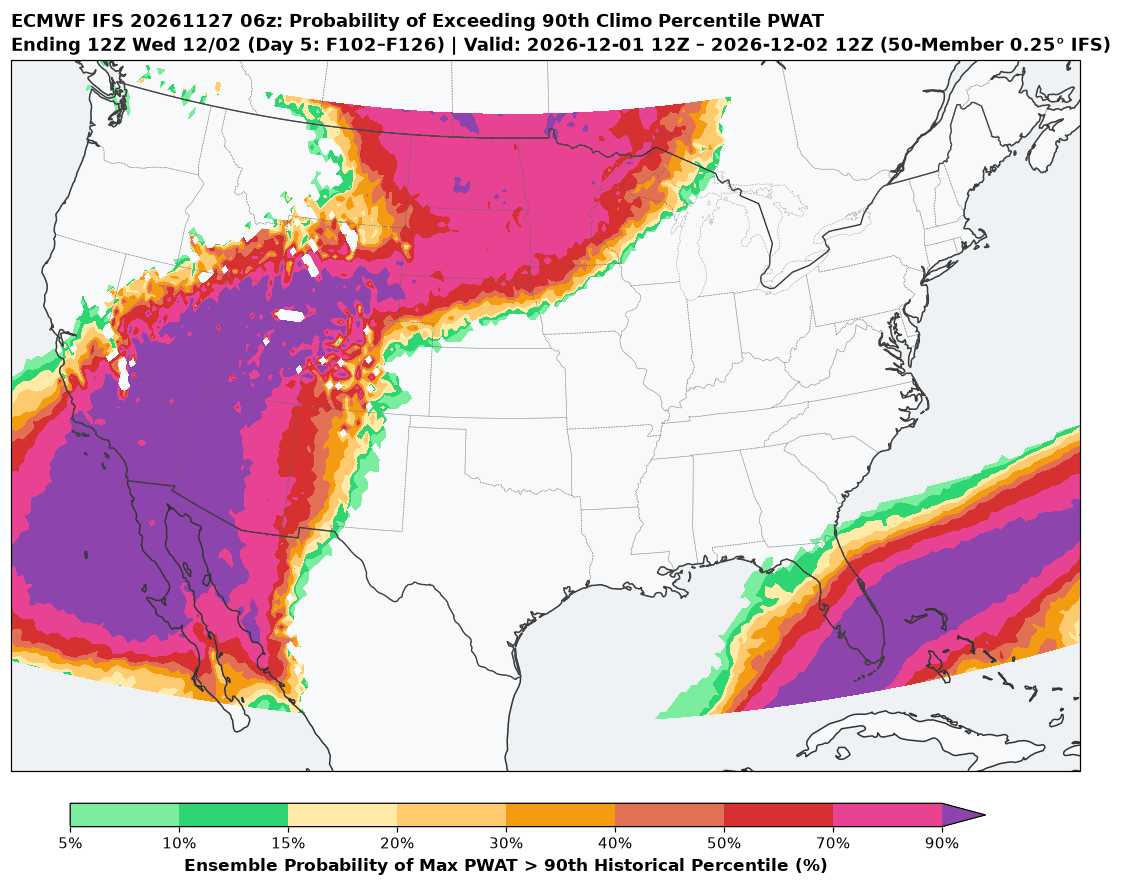 ECMWF IFS 20261127 06z: Probability of Exceeding 90th Climo Percentile PWAT
Ending 12Z Wed 12/02 (Day 5: F102–F126) | Valid: 2026-12-01 12Z – 2026-12-02 12Z (50-Member 0.25° IFS)
5% 10% 15% 20% 30% 40% 50% 70% 90%
Ensemble Probability of Max PWAT > 90th Historical Percentile (%)